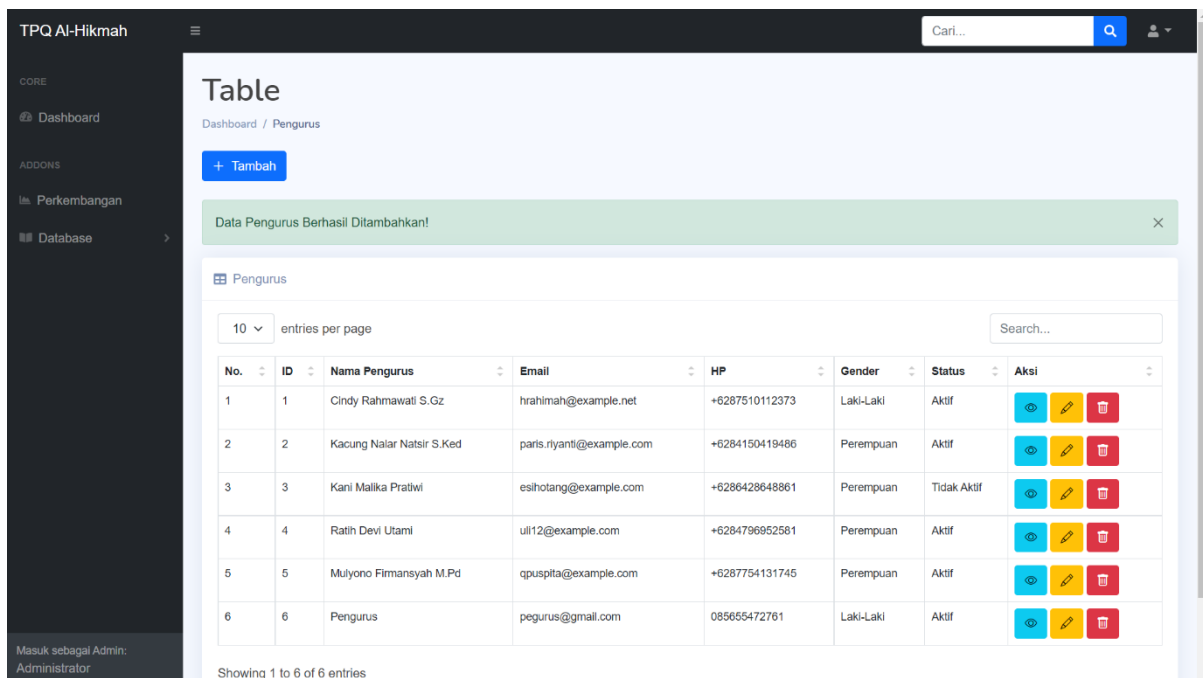 TPQ Al-Hikmah
Cari...
CORE
Dashboard
ADDONS
Perkembangan
Database
Table
Dashboard / Pengurus
+ Tambah
Data Pengurus Berhasil Ditambahkan!
Pengurus
10 entries per page
Search...
No. ID Nama Pengurus Email HP Gender Status Aksi
1 1 Cindy Rahmawati S.Gz hrahimah@example.net +6287510112373 Laki-Laki Aktif
2 2 Kacung Nalar Natsir S.Ked paris.riyanti@example.com +6284150419486 Perempuan Aktif
3 3 Kani Malika Pratiwi esihotang@example.com +6286428648861 Perempuan Tidak Aktif
4 4 Ratih Devi Utami uli12@example.com +6284796952581 Perempuan Aktif
5 5 Mulyono Firmansyah M.Pd qpuspita@example.com +6287754131745 Perempuan Aktif
6 6 Pengurus pegurus@gmail.com 085655472761 Laki-Laki Aktif
Showing 1 to 6 of 6 entries
Masuk sebagai Admin:
Administrator